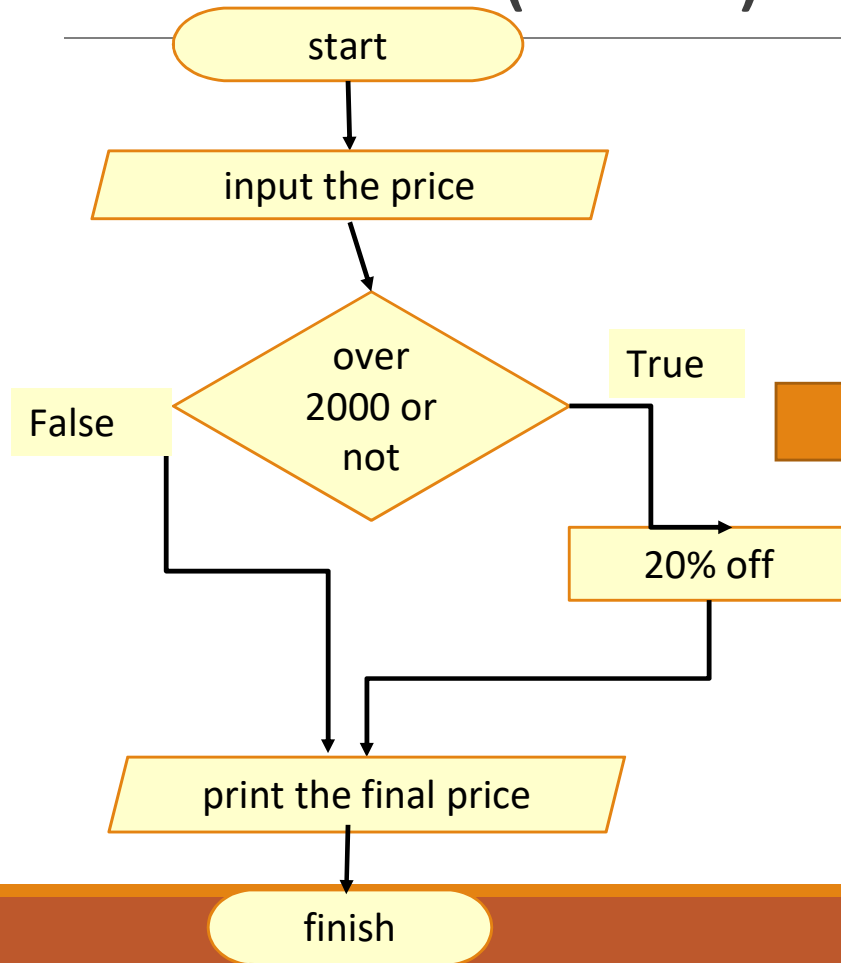 start
input the price
over
2000 or
not
True
False
20% off
print the final price
finish